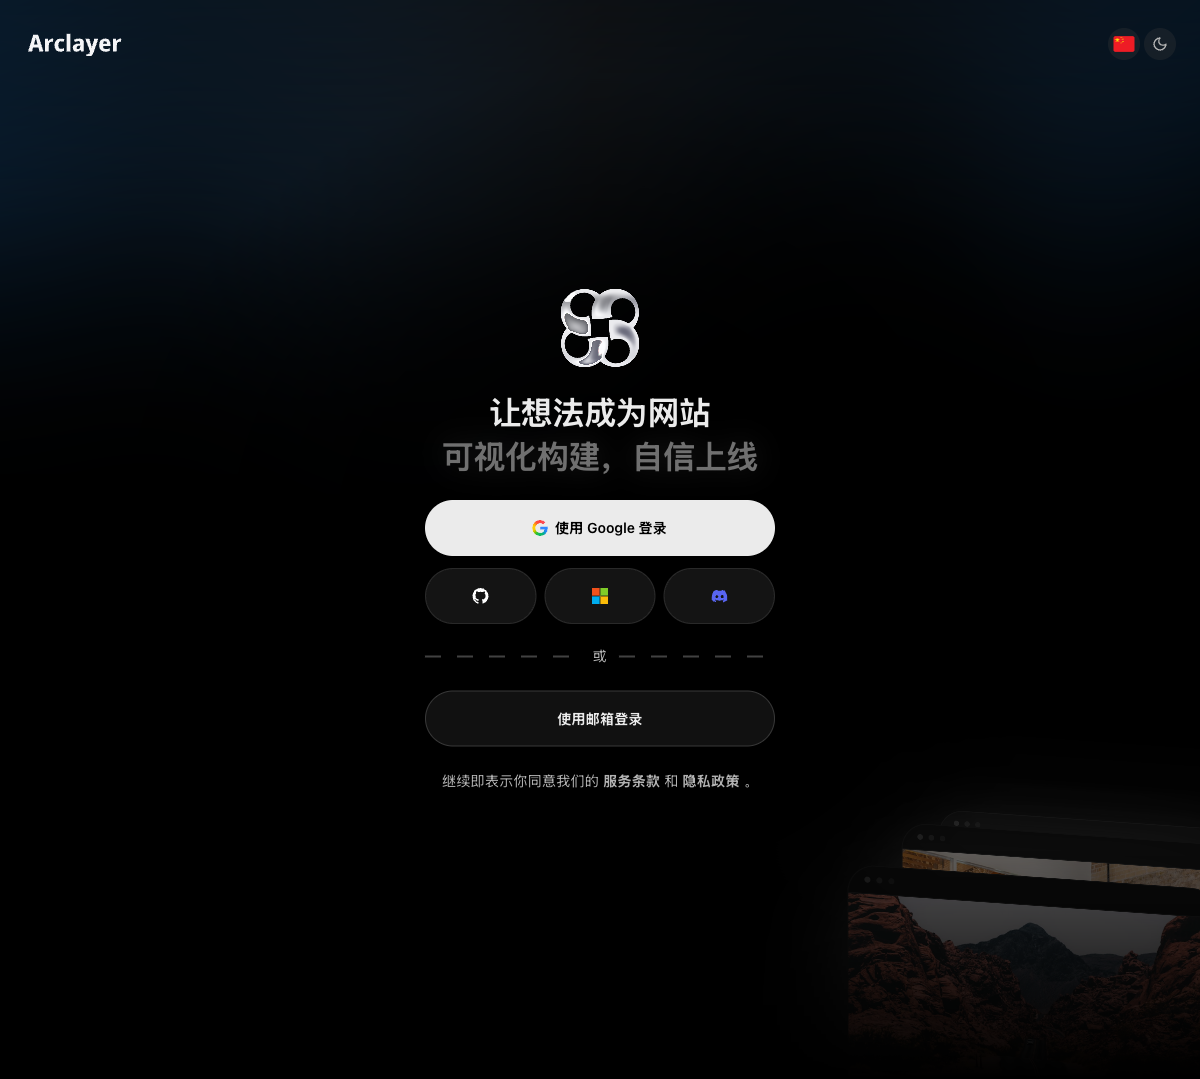 Arclayer
让想法成为网站
可视化构建，自信上线
使用 Google 登录
或
使用邮箱登录
继续即表示你同意我们的 服务条款 和 隐私政策 。